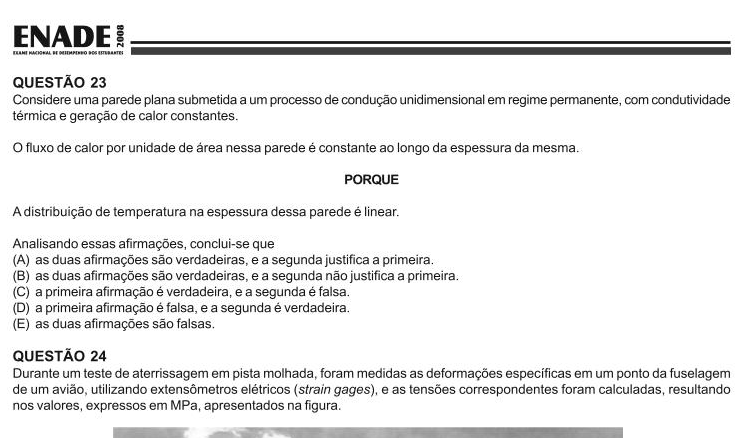 ENADE 2008
EXAME NACIONAL DE DESEMPENHO DOS ESTUDANTES
QUESTÃO 23
Considere uma parede plana submetida a um processo de condução unidimensional em regime permanente, com condutividade
térmica e geração de calor constantes.
O fluxo de calor por unidade de área nessa parede é constante ao longo da espessura da mesma.
PORQUE
A distribuição de temperatura na espessura dessa parede é linear.
Analisando essas afirmações, conclui-se que
(A) as duas afirmações são verdadeiras, e a segunda justifica a primeira.
(B) as duas afirmações são verdadeiras, e a segunda não justifica a primeira.
(C) a primeira afirmação é verdadeira, e a segunda é falsa.
(D) a primeira afirmação é falsa, e a segunda é verdadeira.
(E) as duas afirmações são falsas.
QUESTÃO 24
Durante um teste de aterrissagem em pista molhada, foram medidas as deformações específicas em um ponto da fuselagem
de um avião, utilizando extensômetros elétricos (strain gages), e as tensões correspondentes foram calculadas, resultando
nos valores, expressos em MPa, apresentados na figura.